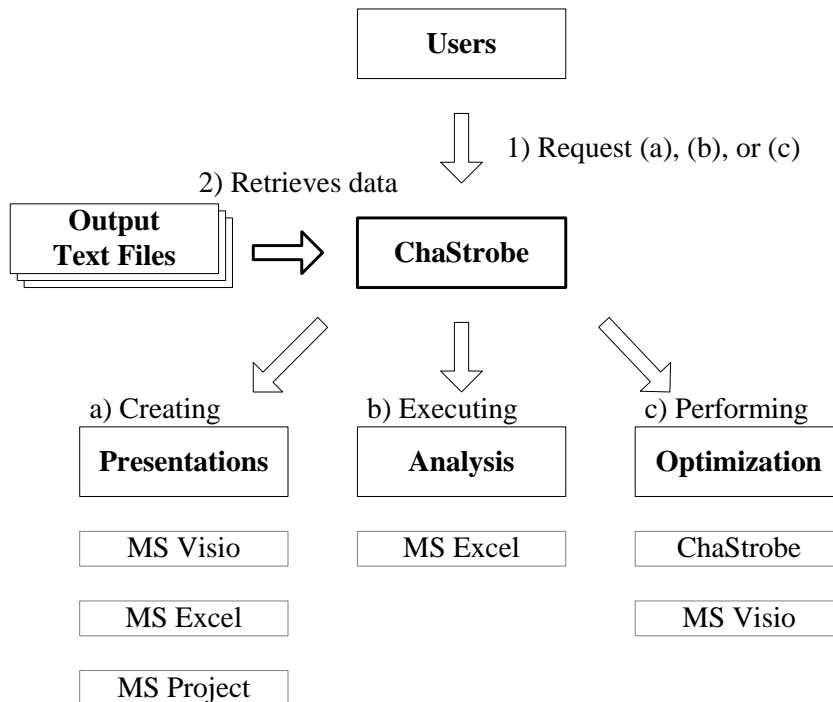 Users
1) Request (a), (b), or (c)
2) Retrieves data
Output
Text Files
ChaStrobe
a) Creating
Presentations
MS Visio
MS Excel
MS Project
b) Executing
Analysis
MS Excel
c) Performing
Optimization
ChaStrobe
MS Visio